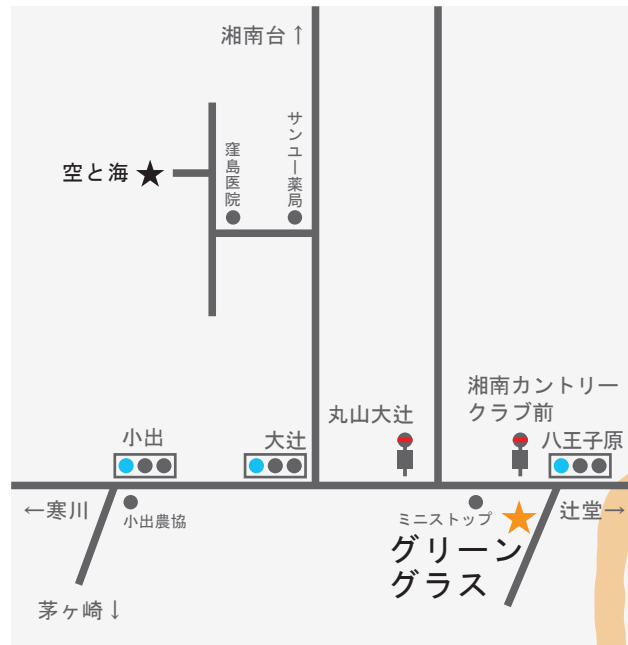 湘南台↑
サンユー薬局
窪島医院
空と海
湘南カントリー
クラブ前
丸山大辻
小出
大辻
八王子原
←寒川
小出農協
ミニストップ
辻堂→
グリーン
グラス
茅ヶ崎↓